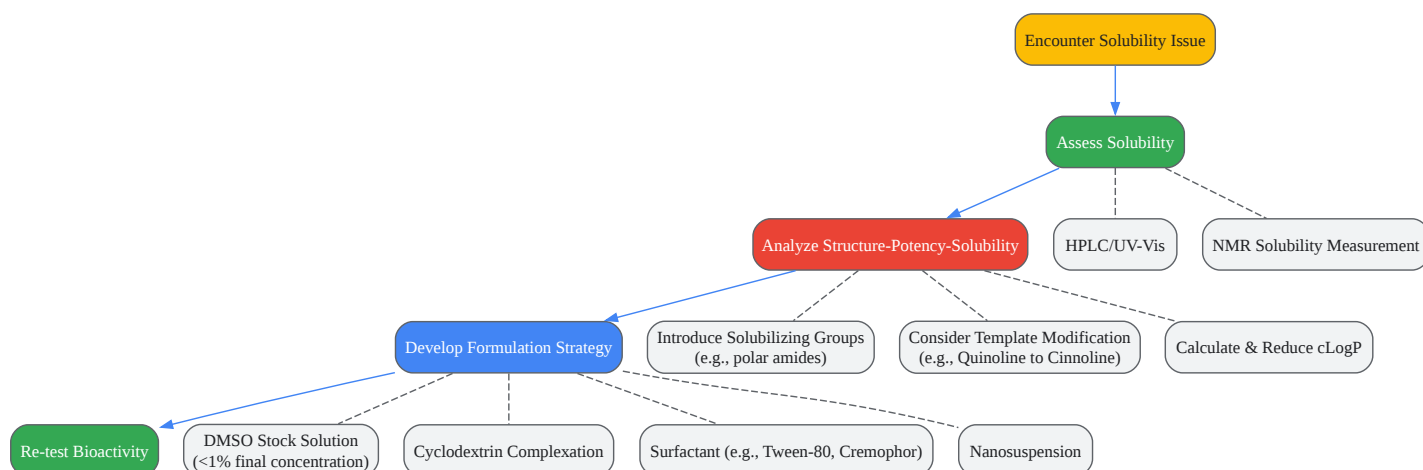 Encounter Solubility Issue
Assess Solubility
Analyze Structure-Potency-Solubility
HPLC/UV-Vis
NMR Solubility Measurement
Develop Formulation Strategy
Introduce Solubilizing Groups
(e.g., polar amides)
Consider Template Modification
(e.g., Quinoline to Cinnoline)
Calculate & Reduce cLogP
Re-test Bioactivity
DMSO Stock Solution
(<1% final concentration)
Cyclodextrin Complexation
Surfactant (e.g., Tween-80, Cremophor)
Nanosuspension